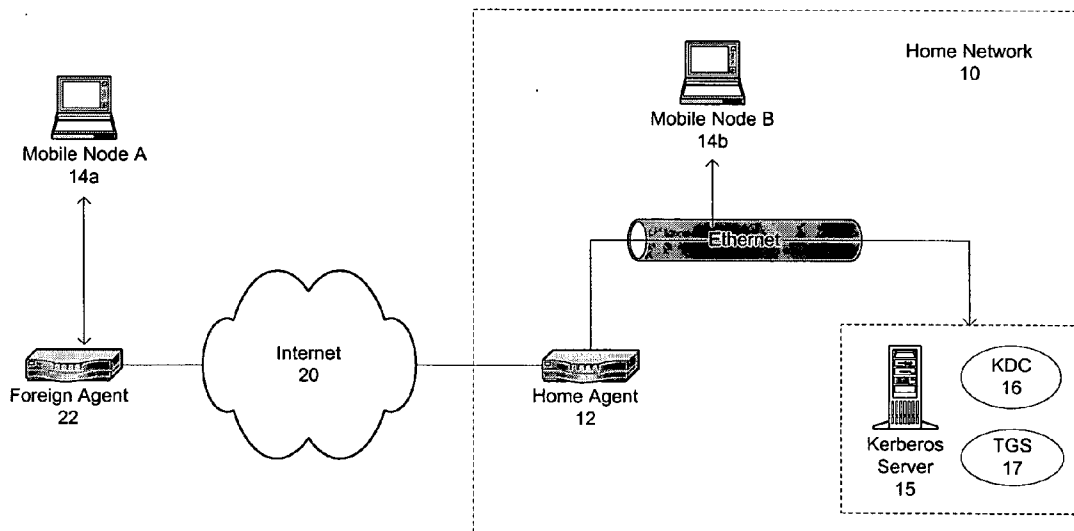 Home Network
10
Mobile Node A
14a
Mobile Node B
14b
Ethernet
Internet
20
Foreign Agent
22
Home Agent
12
Kerberos
Server
15
KDC
16
TGS
17